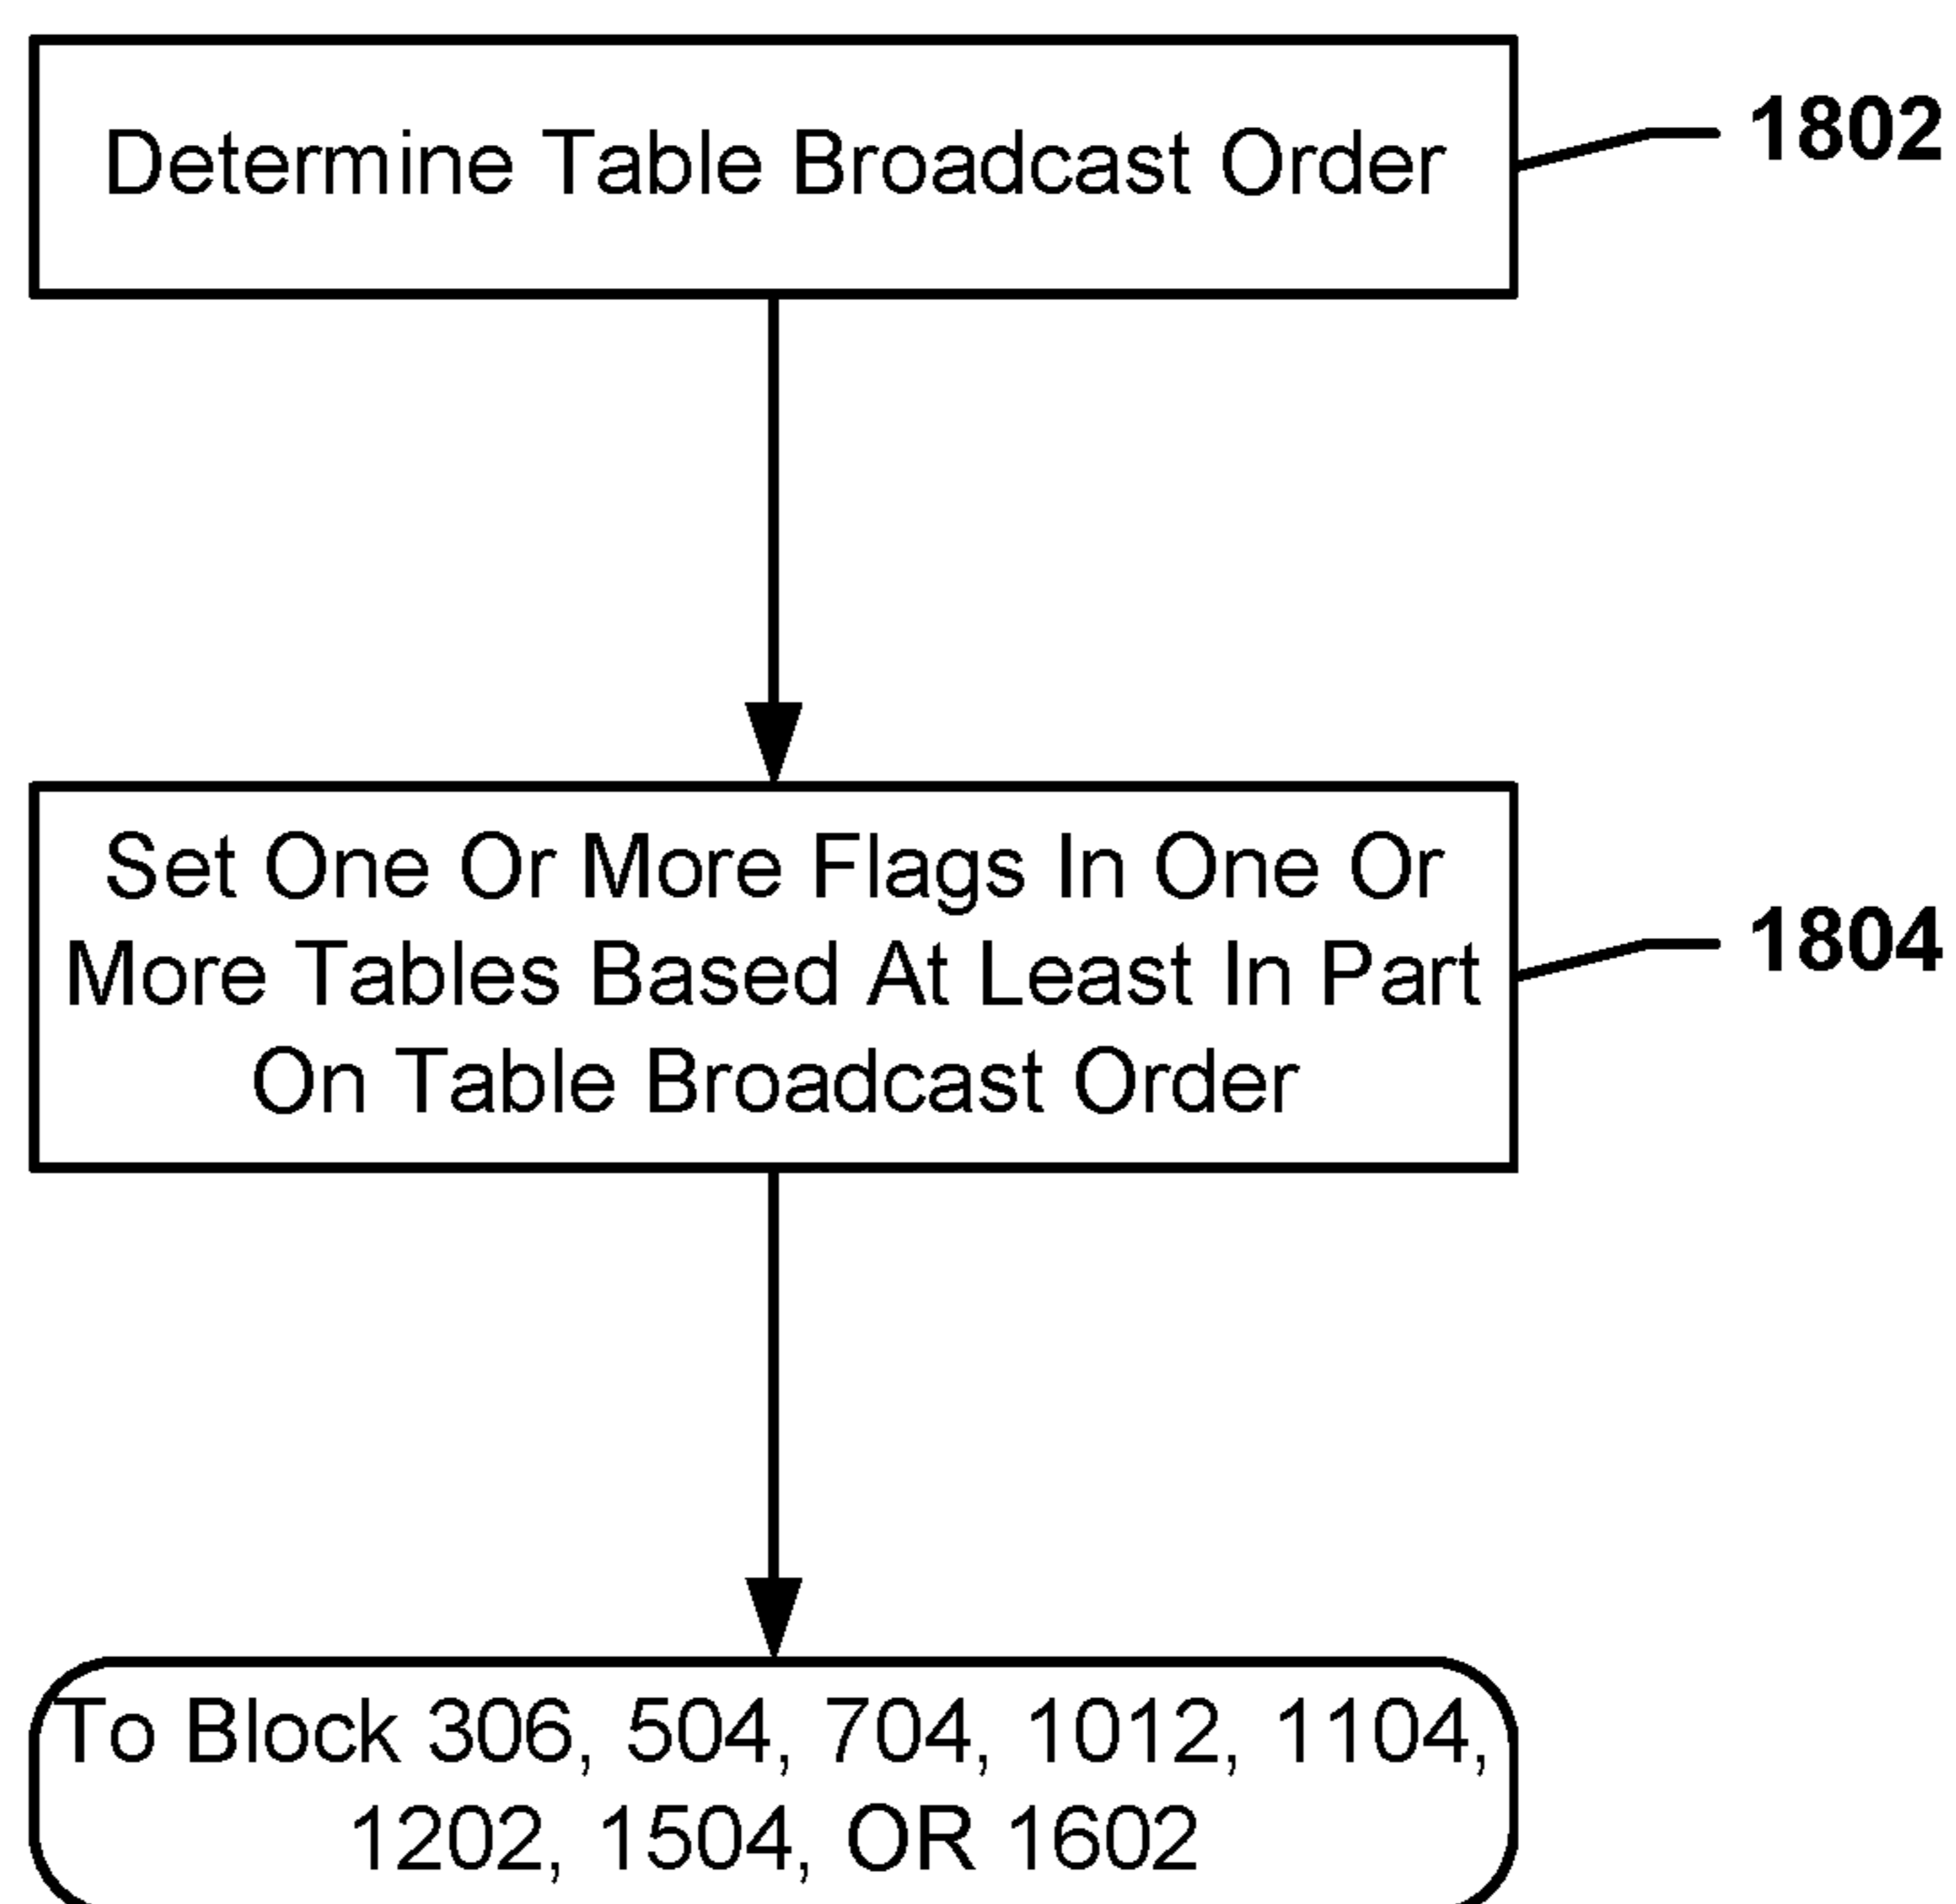 Determine Table Broadcast Order
1802
Set One Or More Flags In One Or
More Tables Based At Least In Part
On Table Broadcast Order
1804
To Block 306, 504, 704, 1012, 1104,
1202, 1504, OR 1602